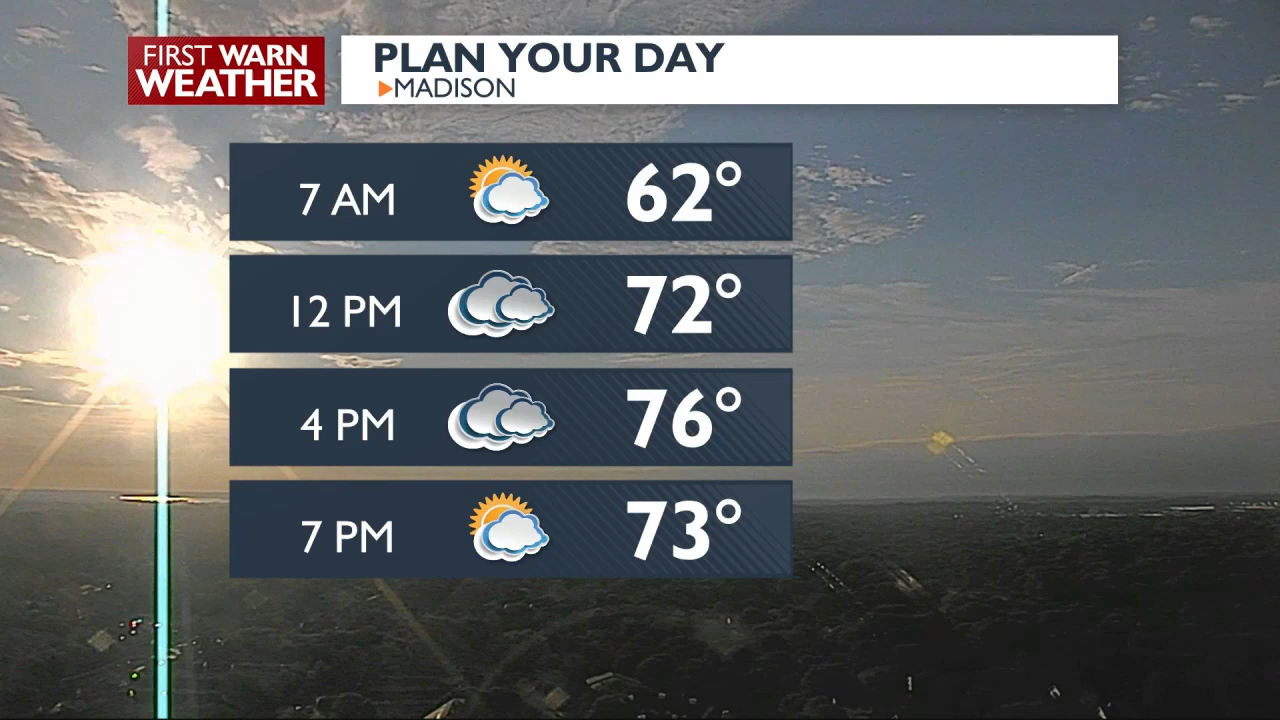 FIRST WARN
WEATHER
PLAN YOUR DAY
MADISON
7 AM 62°
12 PM 72°
4 PM 76°
7 PM 73°